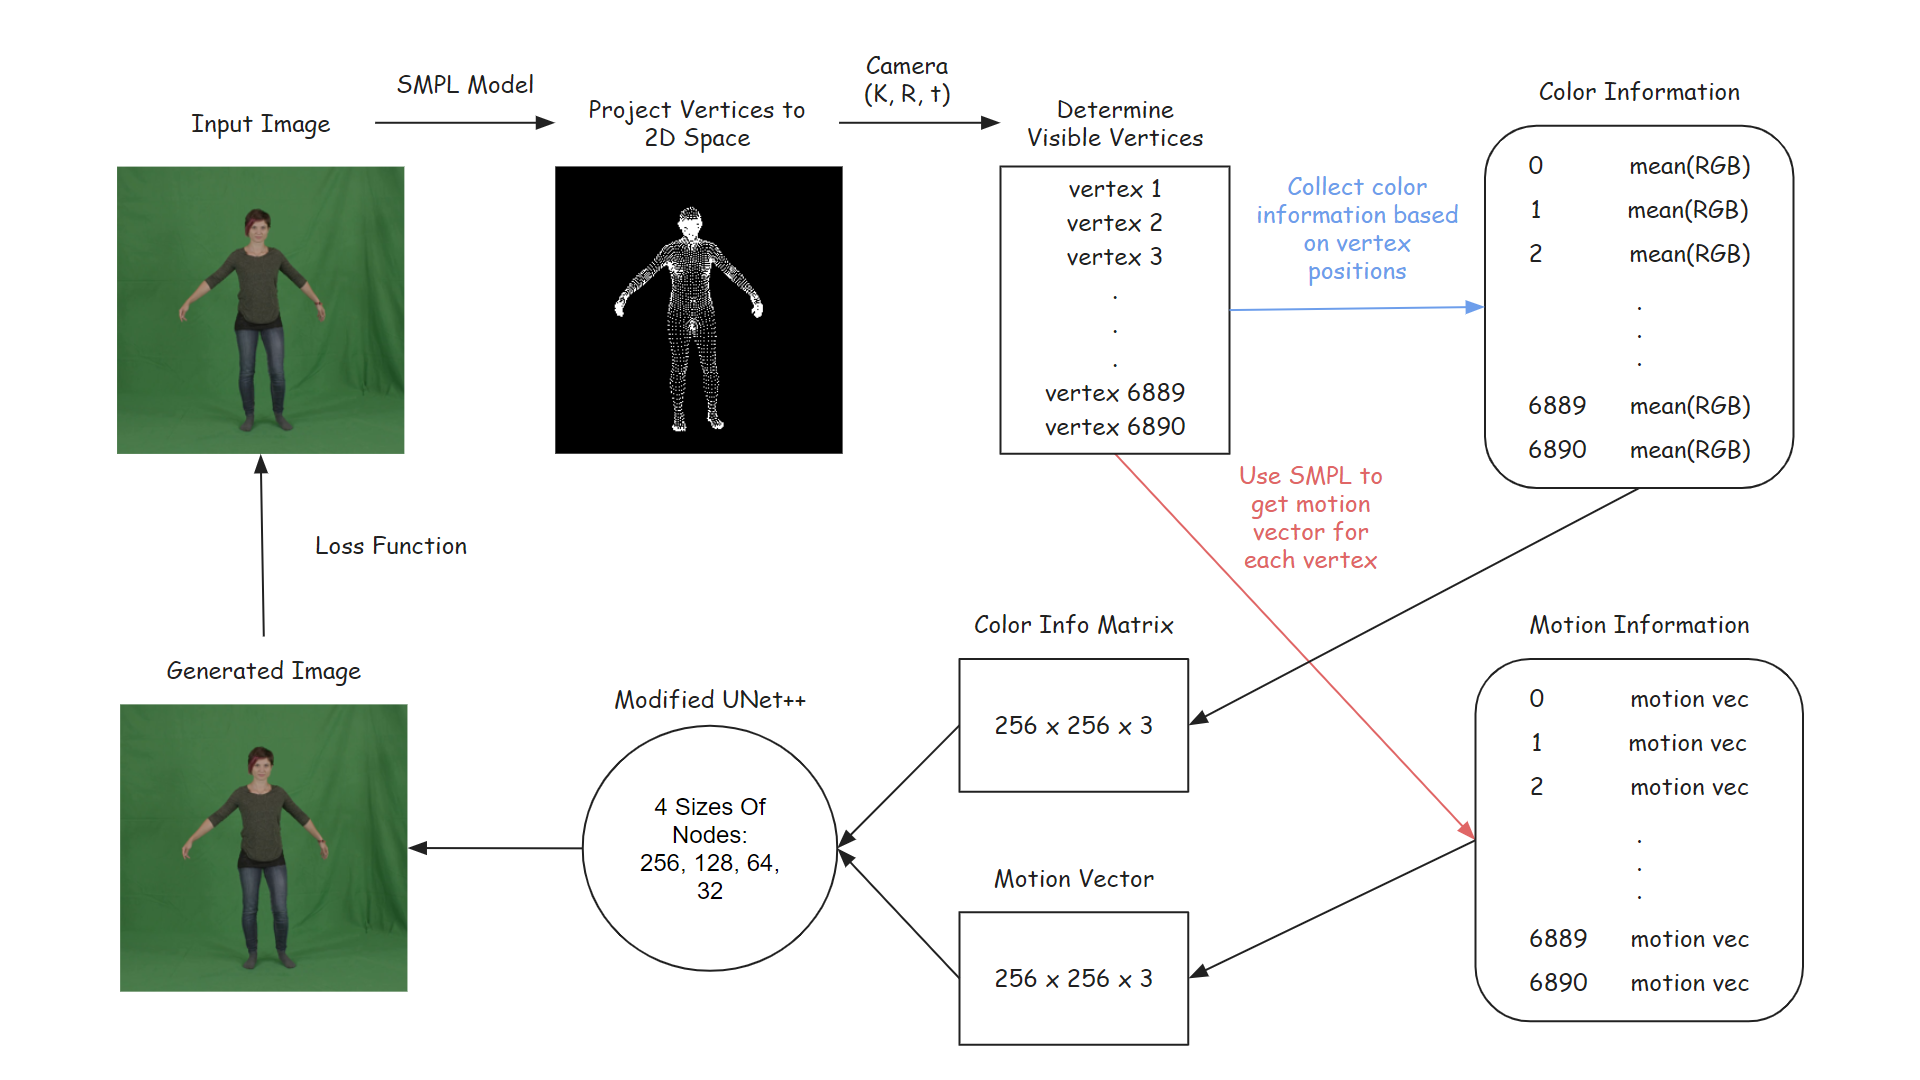 SMPL Model
Input Image
Project Vertices to
2D Space
Camera
(K, R, t)
Determine
Visible Vertices
vertex 1
vertex 2
vertex 3
.
.
.
vertex 6889
vertex 6890
Collect color
information based
on vertex
positions
Color Information
0 mean(RGB)
1 mean(RGB)
2 mean(RGB)
.
.
.
6889 mean(RGB)
6890 mean(RGB)
Use SMPL to
get motion
vector for
each vertex
Loss Function
Color Info Matrix
256 x 256 x 3
Motion Information
0 motion vec
1 motion vec
2 motion vec
.
.
.
6889 motion vec
6890 motion vec
Motion Vector
256 x 256 x 3
Modified UNet++
4 Sizes Of
Nodes:
256, 128, 64,
32
Generated Image